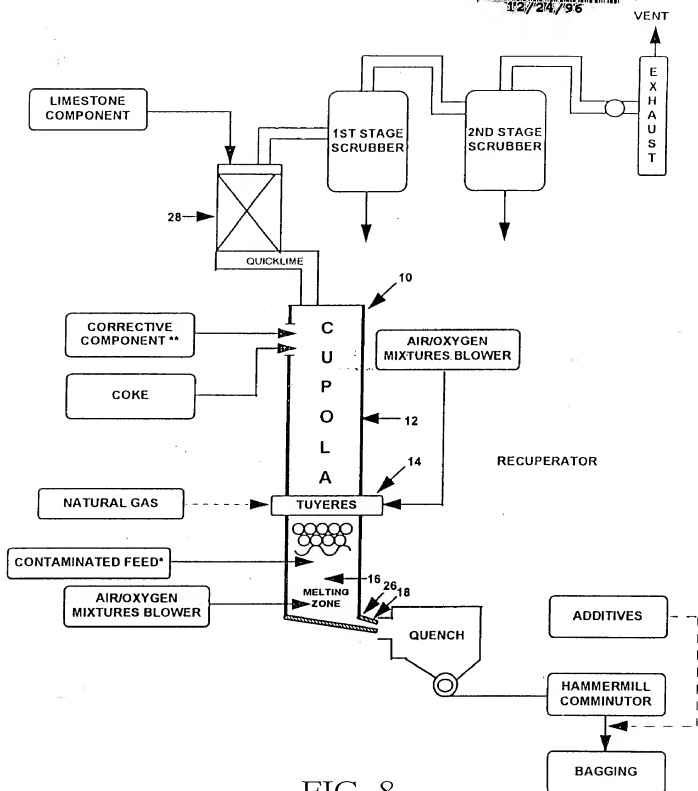 12/24/96
VENT
EXHAUST
LIMESTONE
COMPONENT
1ST STAGE
SCRUBBER
2ND STAGE
SCRUBBER
28
QUICKLIME
10
CORRECTIVE
COMPONENT **
COKE
CUPOLA
AIR/OXYGEN
MIXTURES BLOWER
12
14
RECUPERATOR
NATURAL GAS
TUYERES
CONTAMINATED FEED*
16
AIR/OXYGEN
MIXTURES BLOWER
MELTING
ZONE
26
18
QUENCH
ADDITIVES
HAMMERMILL
COMMINUTOR
BAGGING
FIG. 8